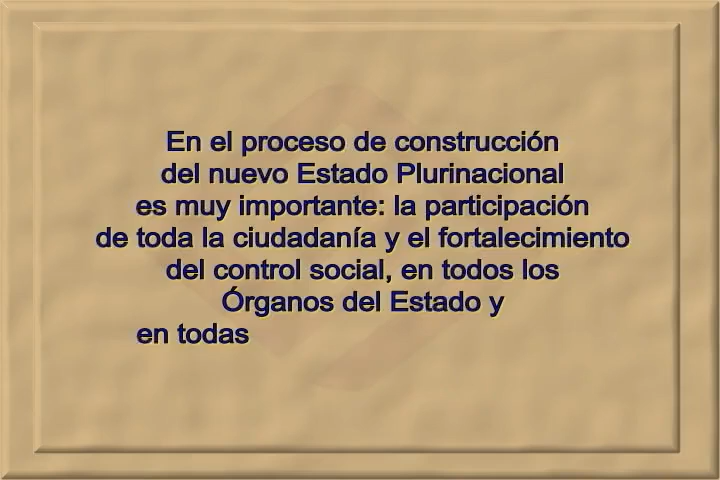 En el proceso de construcción
del nuevo Estado Plurinacional
es muy importante: la participación
de toda la ciudadanía y el fortalecimiento
del control social, en todos los
Órganos del Estado y
en todas